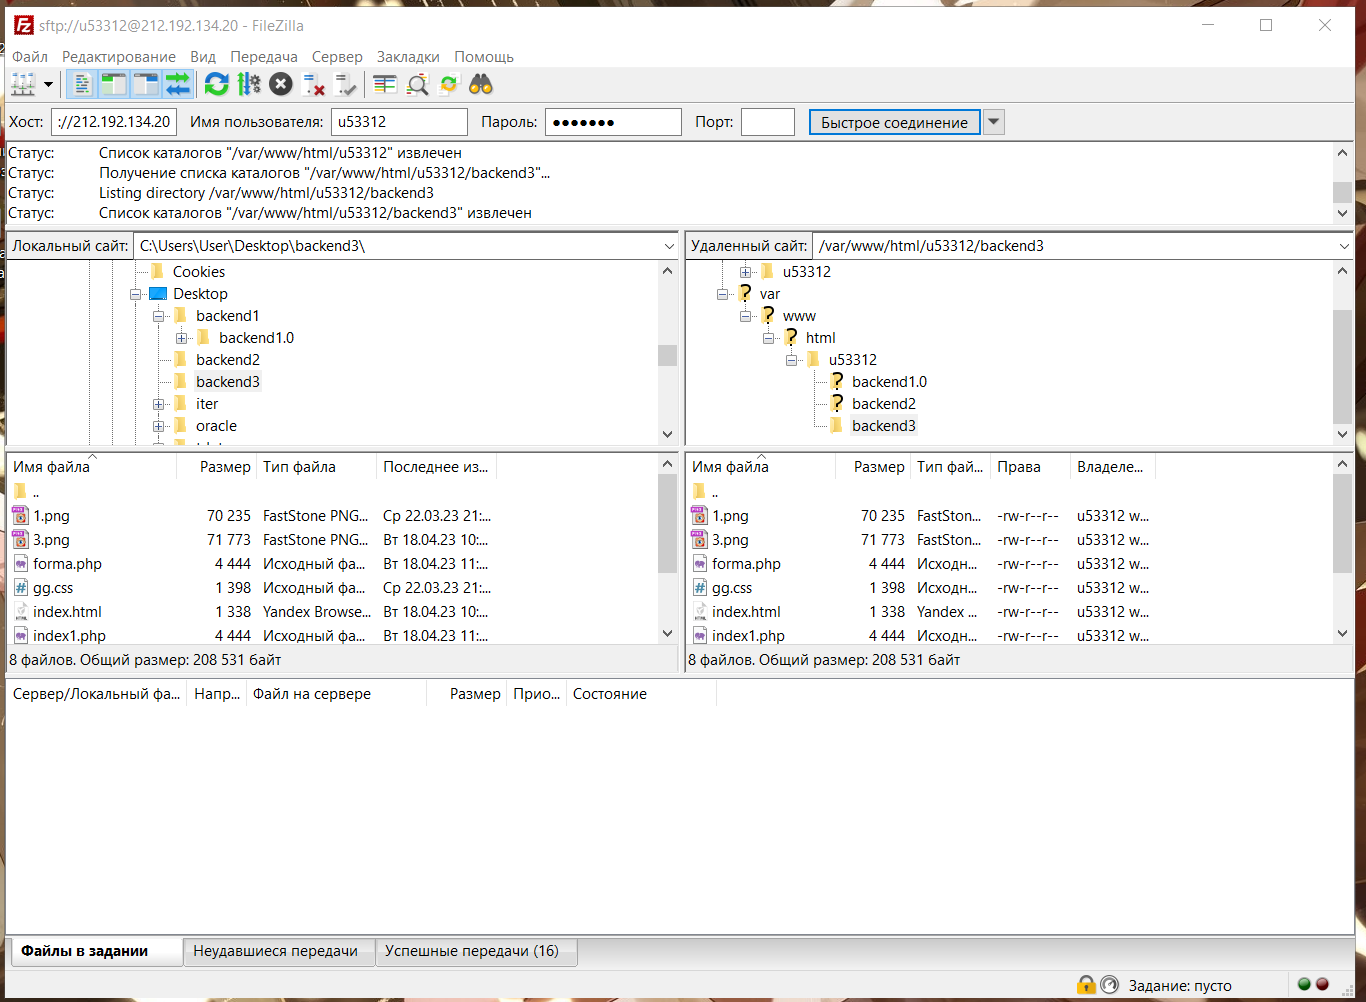 sftp://u53312@212.192.134.20 - FileZilla
Файл Редактирование Вид Передача Сервер Закладки Помощь
Хост: ://212.192.134.20 Имя пользователя: u53312 Пароль: ●●●●●●● Порт: Быстрое соединение
Статус: Список каталогов "/var/www/html/u53312" извлечен
Статус: Получение списка каталогов "/var/www/html/u53312/backend3"...
Статус: Listing directory /var/www/html/u53312/backend3
Статус: Список каталогов "/var/www/html/u53312/backend3" извлечен
Локальный сайт: C:\Users\User\Desktop\backend3\
Cookies
Desktop
backend1
backend1.0
backend2
backend3
iter
oracle
Удаленный сайт: /var/www/html/u53312/backend3
u53312
var
www
html
u53312
backend1.0
backend2
backend3
Имя файла Размер Тип файла Последнее из...
..
1.png 70 235 FastStone PNG... Ср 22.03.23 21:...
3.png 71 773 FastStone PNG... Вт 18.04.23 10:...
forma.php 4 444 Исходный фа... Вт 18.04.23 11:...
gg.css 1 398 Исходный фа... Ср 22.03.23 21:...
index.html 1 338 Yandex Browse... Вт 18.04.23 10:...
index1.php 4 444 Исходный фа... Вт 18.04.23 11:...
8 файлов. Общий размер: 208 531 байт
Имя файла Размер Тип фай... Права Владеле...
..
1.png 70 235 FastSton... -rw-r--r-- u53312 w...
3.png 71 773 FastSton... -rw-r--r-- u53312 w...
forma.php 4 444 Исходн... -rw-r--r-- u53312 w...
gg.css 1 398 Исходн... -rw-r--r-- u53312 w...
index.html 1 338 Yandex ... -rw-r--r-- u53312 w...
index1.php 4 444 Исходн... -rw-r--r-- u53312 w...
8 файлов. Общий размер: 208 531 байт
Сервер/Локальный фа... Напр... Файл на сервере Размер Прио... Состояние
Файлы в задании Неудавшиеся передачи Успешные передачи (16)
Задание: пусто